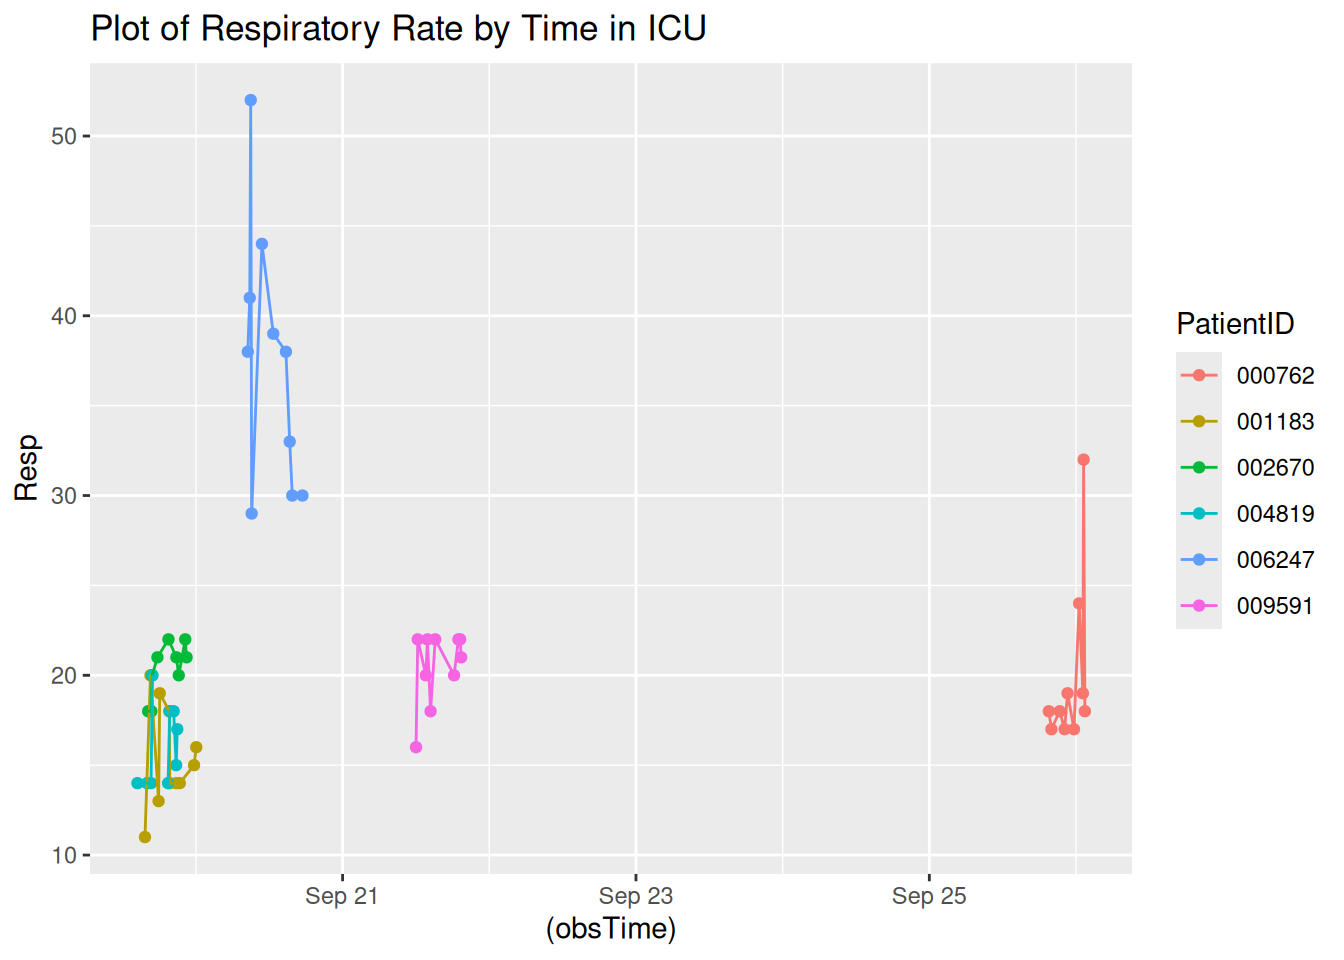 Plot of Respiratory Rate by Time in ICU
50
40
30
20
10
Resp
Sep 21
Sep 23
Sep 25
(obsTime)
PatientID
000762
001183
002670
004819
006247
009591